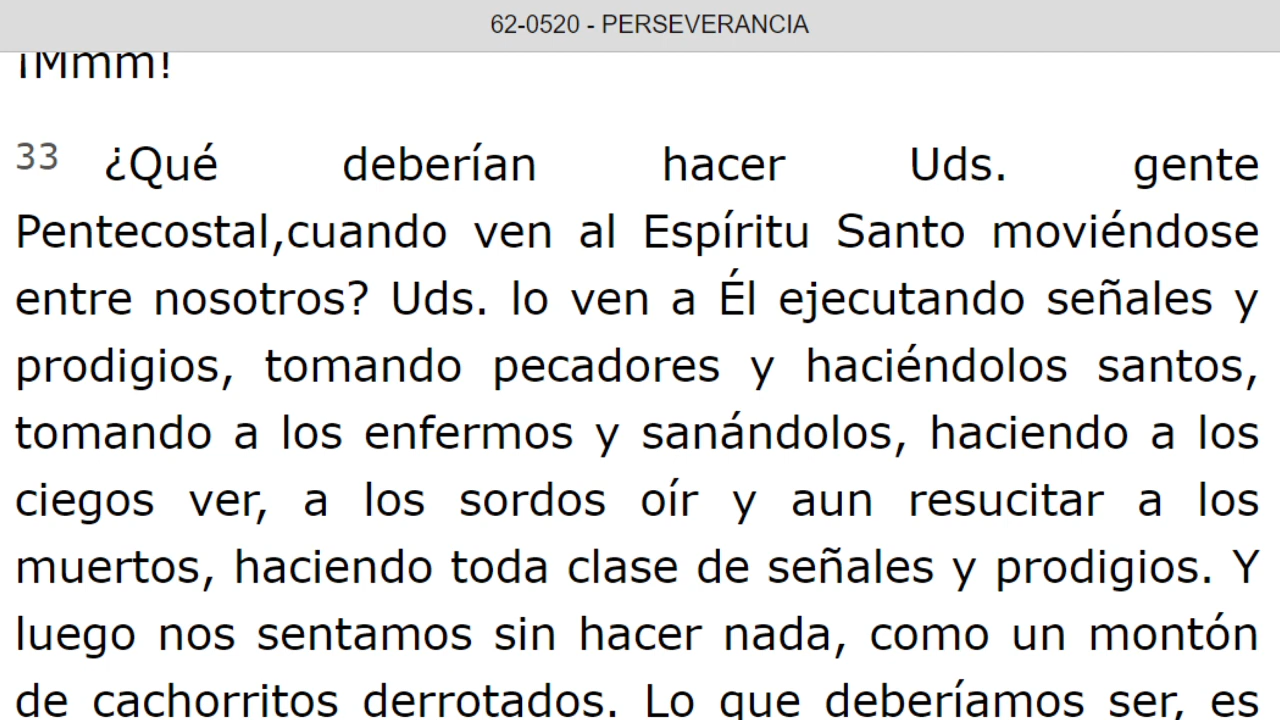 62-0520 - PERSEVERANCIA
¡Mmm!
33 ¿Qué deberían hacer Uds. gente
Pentecostal,cuando ven al Espíritu Santo moviéndose
entre nosotros? Uds. lo ven a Él ejecutando señales y
prodigios, tomando pecadores y haciéndolos santos,
tomando a los enfermos y sanándolos, haciendo a los
ciegos ver, a los sordos oír y aun resucitar a los
muertos, haciendo toda clase de señales y prodigios. Y
luego nos sentamos sin hacer nada, como un montón
de cachorritos derrotados. Lo que deberíamos ser, es